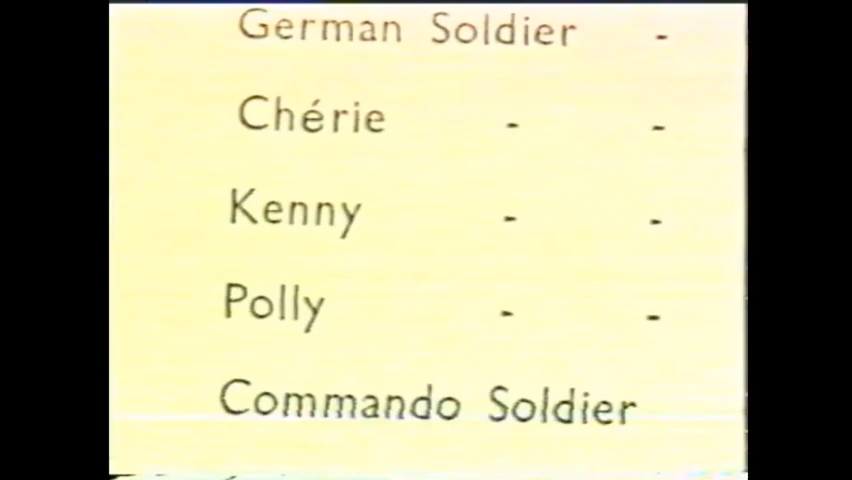 German Soldier -
Chérie - -
Kenny - -
Polly - -
Commando Soldier